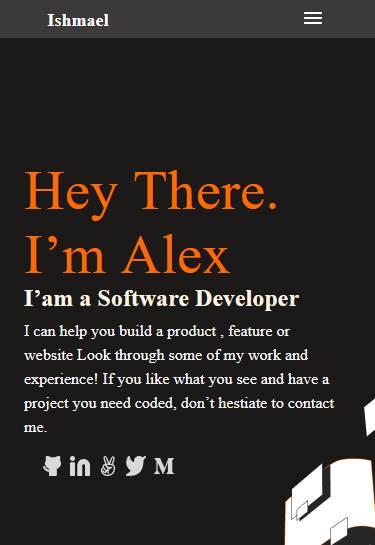 Ishmael
Hey There.
I’m Alex
I’am a Software Developer
I can help you build a product , feature or
website Look through some of my work and
experience! If you like what you see and have a
project you need coded, don’t hestiate to contact
me.